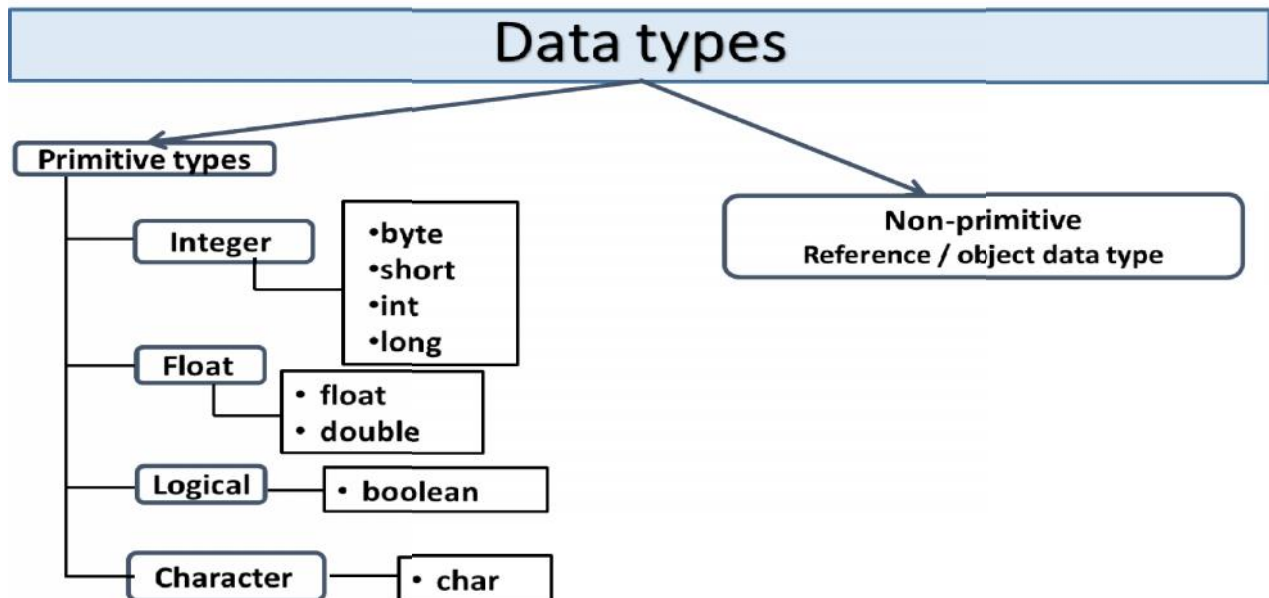 Data types
Primitive types
Integer
•byte
•short
•int
•long
Float
• float
• double
Logical
• boolean
Character
• char
Non-primitive
Reference / object data type